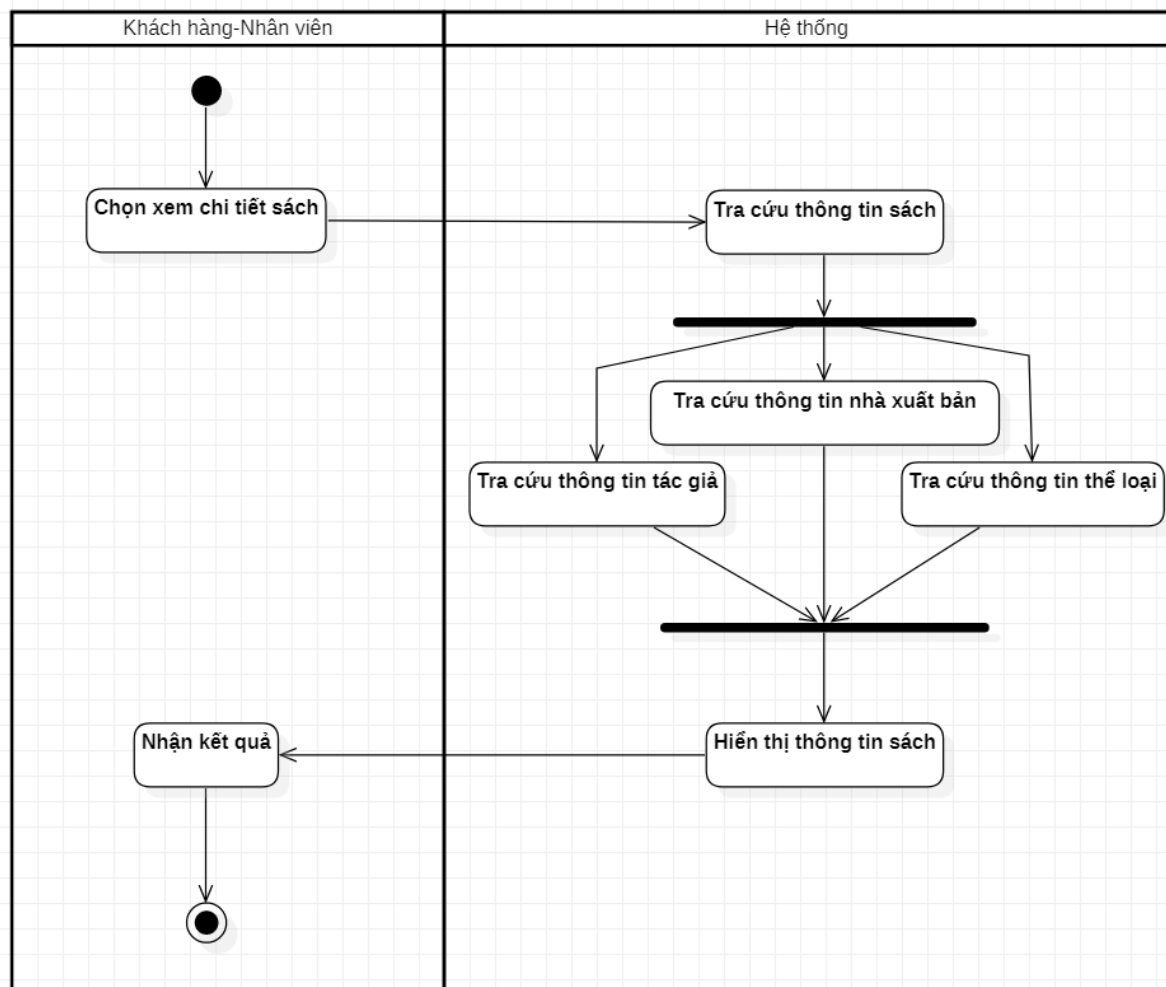 Khách hàng-Nhân viên
Hệ thống
Chọn xem chi tiết sách
Tra cứu thông tin sách
Tra cứu thông tin nhà xuất bản
Tra cứu thông tin tác giả
Tra cứu thông tin thể loại
Nhận kết quả
Hiển thị thông tin sách